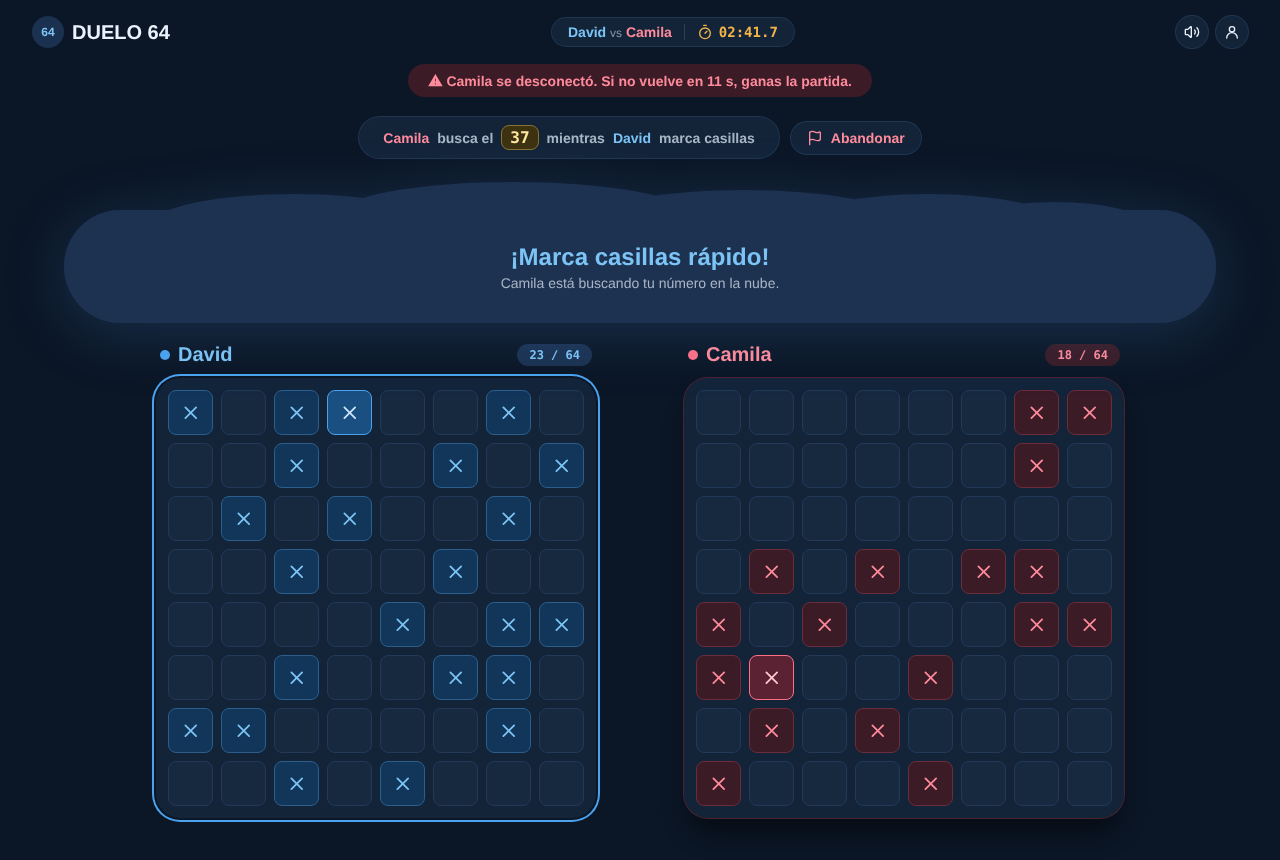 64 DUELO 64
David vs Camila 02:41.7
Camila se desconectó. Si no vuelve en 11 s, ganas la partida.
Camila busca el 37 mientras David marca casillas
Abandonar
¡Marca casillas rápido!
Camila está buscando tu número en la nube.
David 23 / 64
Camila 18 / 64